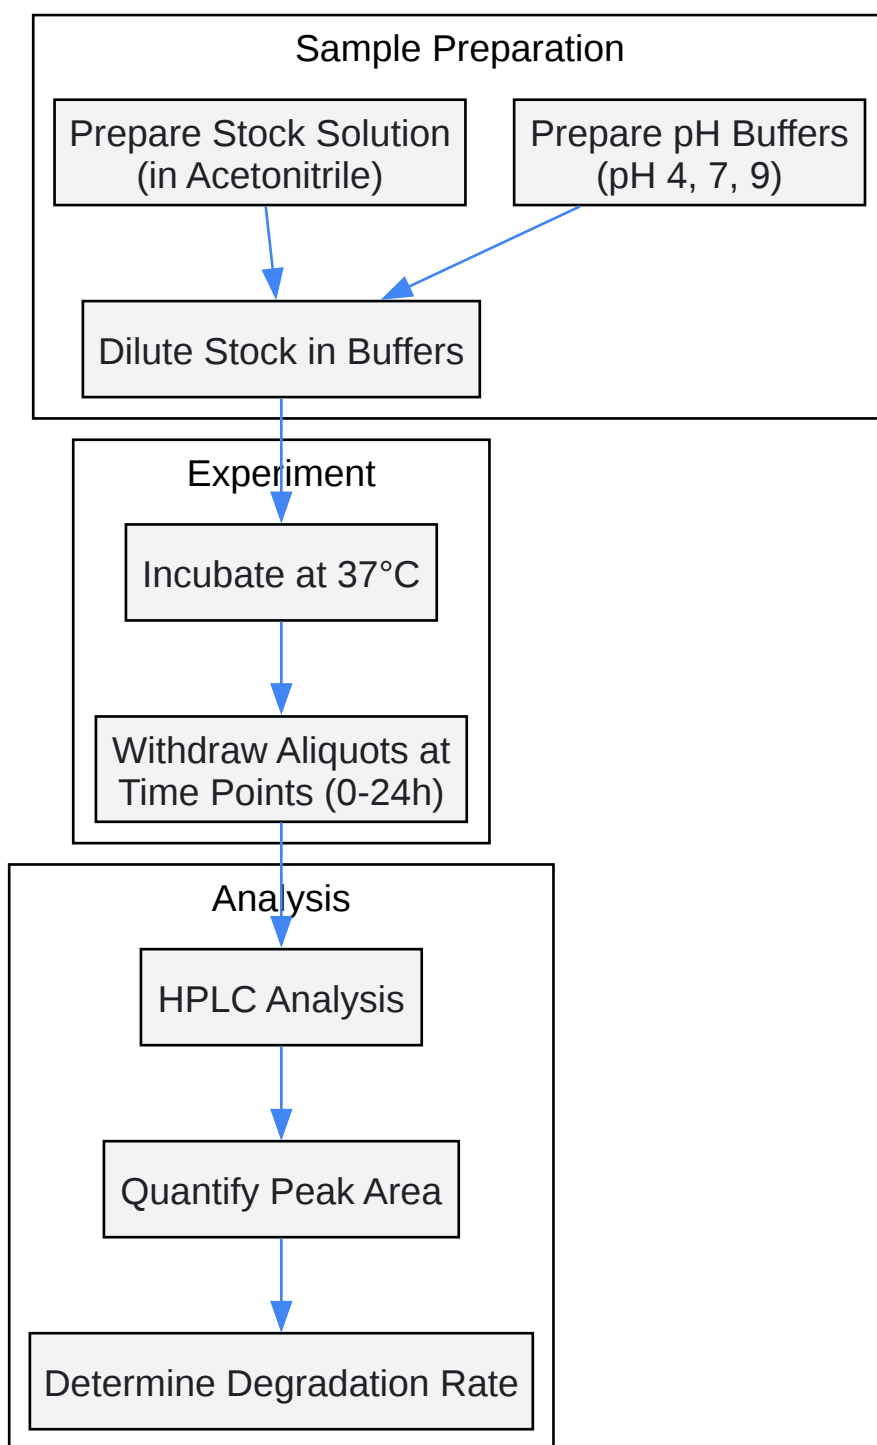 Sample Preparation
Prepare Stock Solution
(in Acetonitrile)
Prepare pH Buffers
(pH 4, 7, 9)
Dilute Stock in Buffers
Experiment
Incubate at 37°C
Withdraw Aliquots at
Time Points (0-24h)
Analysis
HPLC Analysis
Quantify Peak Area
Determine Degradation Rate